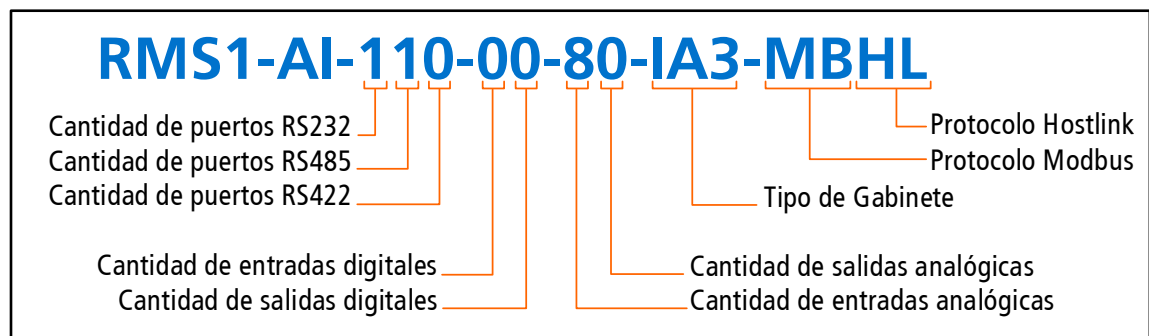 RMS1-AI-110-00-80-IA3-MBHL
Cantidad de puertos RS232
Protocolo Hostlink
Cantidad de puertos RS485
Protocolo Modbus
Cantidad de puertos RS422
Tipo de Gabinete
Cantidad de entradas digitales
Cantidad de salidas analógicas
Cantidad de salidas digitales
Cantidad de entradas analógicas